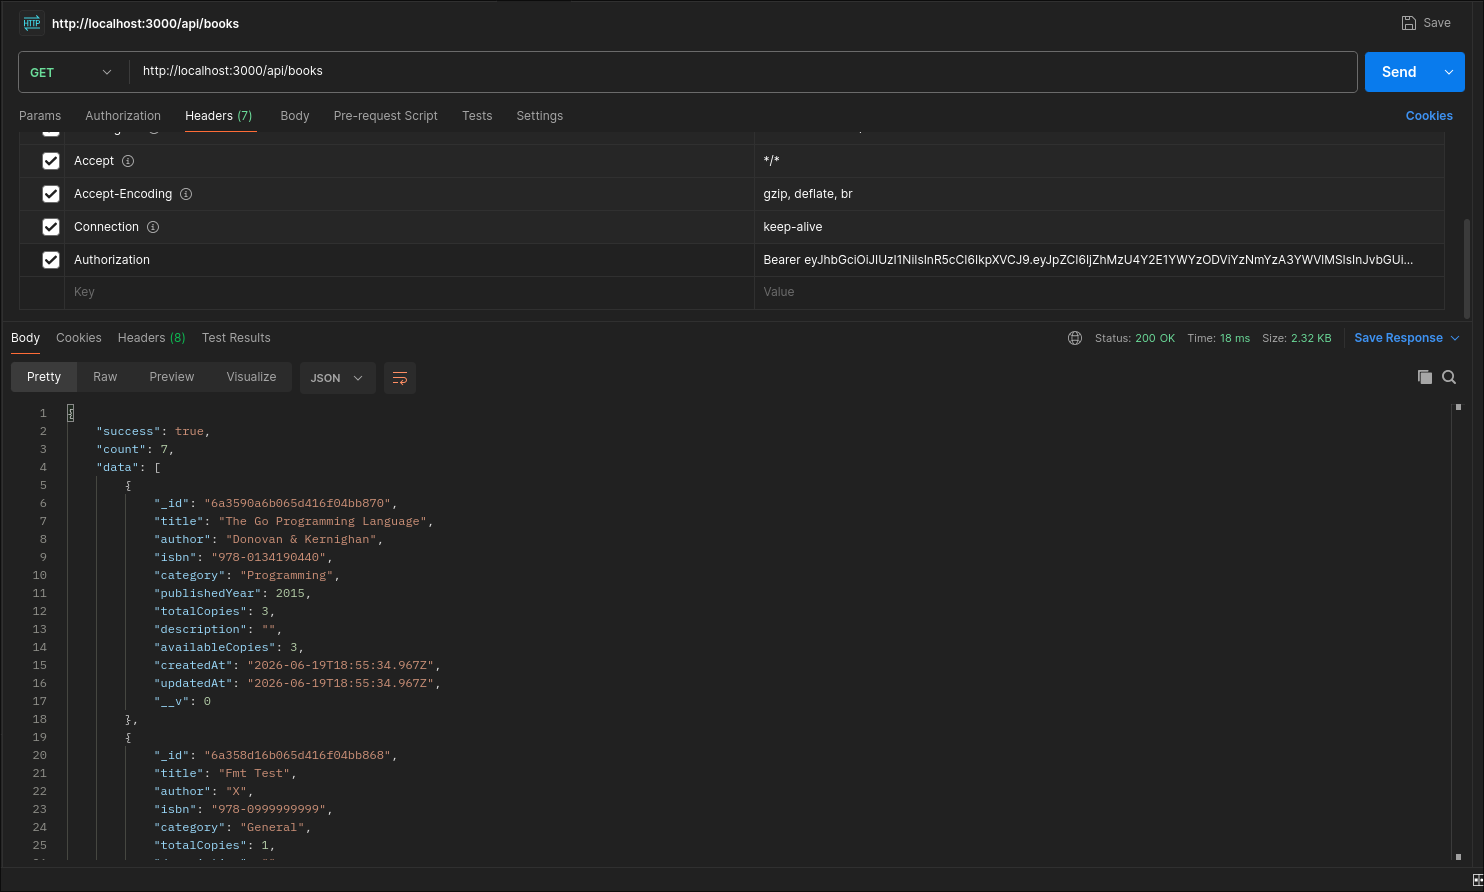 HTTP http://localhost:3000/api/books Save
GET http://localhost:3000/api/books Send
Params Authorization Headers (7) Body Pre-request Script Tests Settings Cookies
Accept */*
Accept-Encoding gzip, deflate, br
Connection keep-alive
Authorization Bearer eyJhbGciOiJIUzI1NiIsInR5cCI6IkpXVCJ9.eyJpZCI6IjZhMzU4Y2E1YWYzODViYzNmYzA3YWVlMSIsInJvbGUi...
Key Value
Body Cookies Headers (8) Test Results Status: 200 OK Time: 18 ms Size: 2.32 KB Save Response
Pretty Raw Preview Visualize JSON
1 {
2 "success": true,
3 "count": 7,
4 "data": [
5 {
6 "_id": "6a3590a6b065d416f04bb870",
7 "title": "The Go Programming Language",
8 "author": "Donovan & Kernighan",
9 "isbn": "978-0134190440",
10 "category": "Programming",
11 "publishedYear": 2015,
12 "totalCopies": 3,
13 "description": "",
14 "availableCopies": 3,
15 "createdAt": "2026-06-19T18:55:34.967Z",
16 "updatedAt": "2026-06-19T18:55:34.967Z",
17 "__v": 0
18 },
19 {
20 "_id": "6a358d16b065d416f04bb868",
21 "title": "Fmt Test",
22 "author": "X",
23 "isbn": "978-0999999999",
24 "category": "General",
25 "totalCopies": 1,